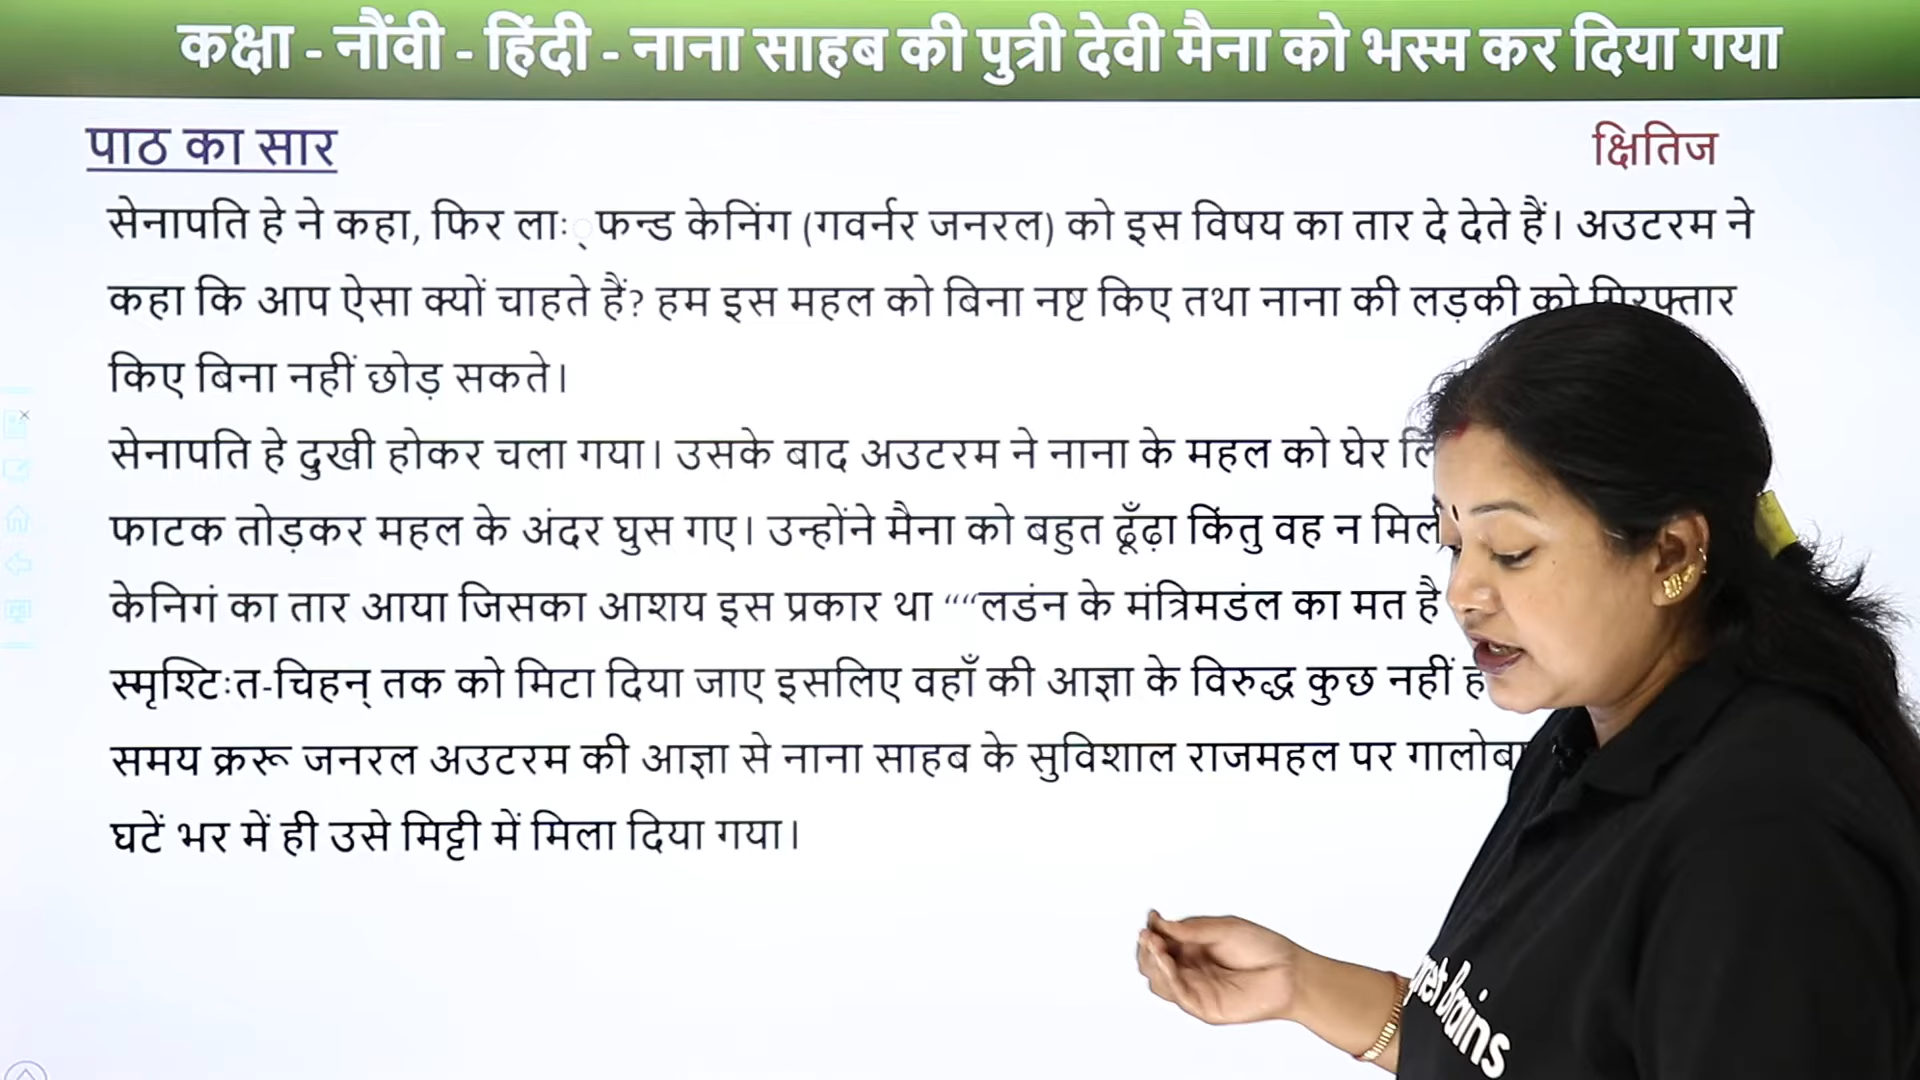 कक्षा - नौंवी - हिंदी - नाना साहब की पुत्री देवी मैना को भस्म कर दिया गया
पाठ का सार
क्षितिज
सेनापति हे ने कहा, फिर लाः् फन्ड केनिंग (गवर्नर जनरल) को इस विषय का तार दे देते हैं। अउटरम ने
कहा कि आप ऐसा क्यों चाहते हैं? हम इस महल को बिना नष्ट किए तथा नाना की लड़की को गिरफ्तार
किए बिना नहीं छोड़ सकते।
सेनापति हे दुखी होकर चला गया। उसके बाद अउटरम ने नाना के महल को घेर
फाटक तोड़कर महल के अंदर घुस गए। उन्होंने मैना को बहुत ढूँढ़ा किंतु वह न
केनिगं का तार आया जिसका आशय इस प्रकार था ““लडंन के मंत्रिमडंल का मत है
स्मृश्टिःत-चिहन् तक को मिटा दिया जाए इसलिए वहाँ की आज्ञा के विरुद्ध कुछ नहीं
समय क्ररू जनरल अउटरम की आज्ञा से नाना साहब के सुविशाल राजमहल पर
घटें भर में ही उसे मिट्टी में मिला दिया गया।
Brains